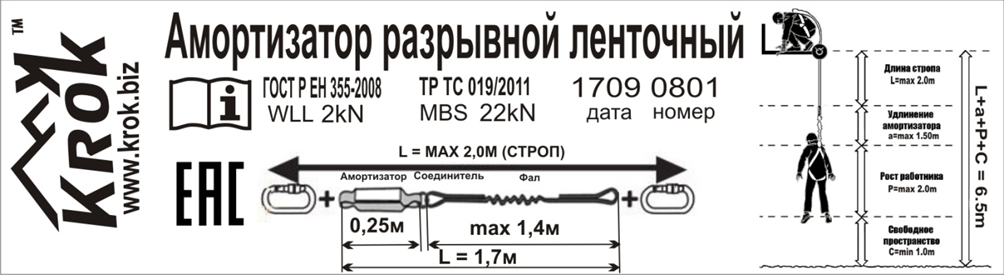 Krok™
www.krok.biz
Амортизатор разрывной ленточный
ГОСТ Р ЕН 355-2008
WLL 2kN
ТР ТС 019/2011
MBS 22kN
1709 0801
дата номер
EAC
L = MAX 2,0М (СТРОП)
Амортизатор Соединитель Фал
+ +
0,25м max 1,4м
L = 1,7м
Длина стропа
L=max 2.0m
Удлинение
амортизатора
a=max 1.50m
Рост работника
P=max 2.0m
Свободное
пространство
C=min 1.0m
L+a+P+C = 6.5m